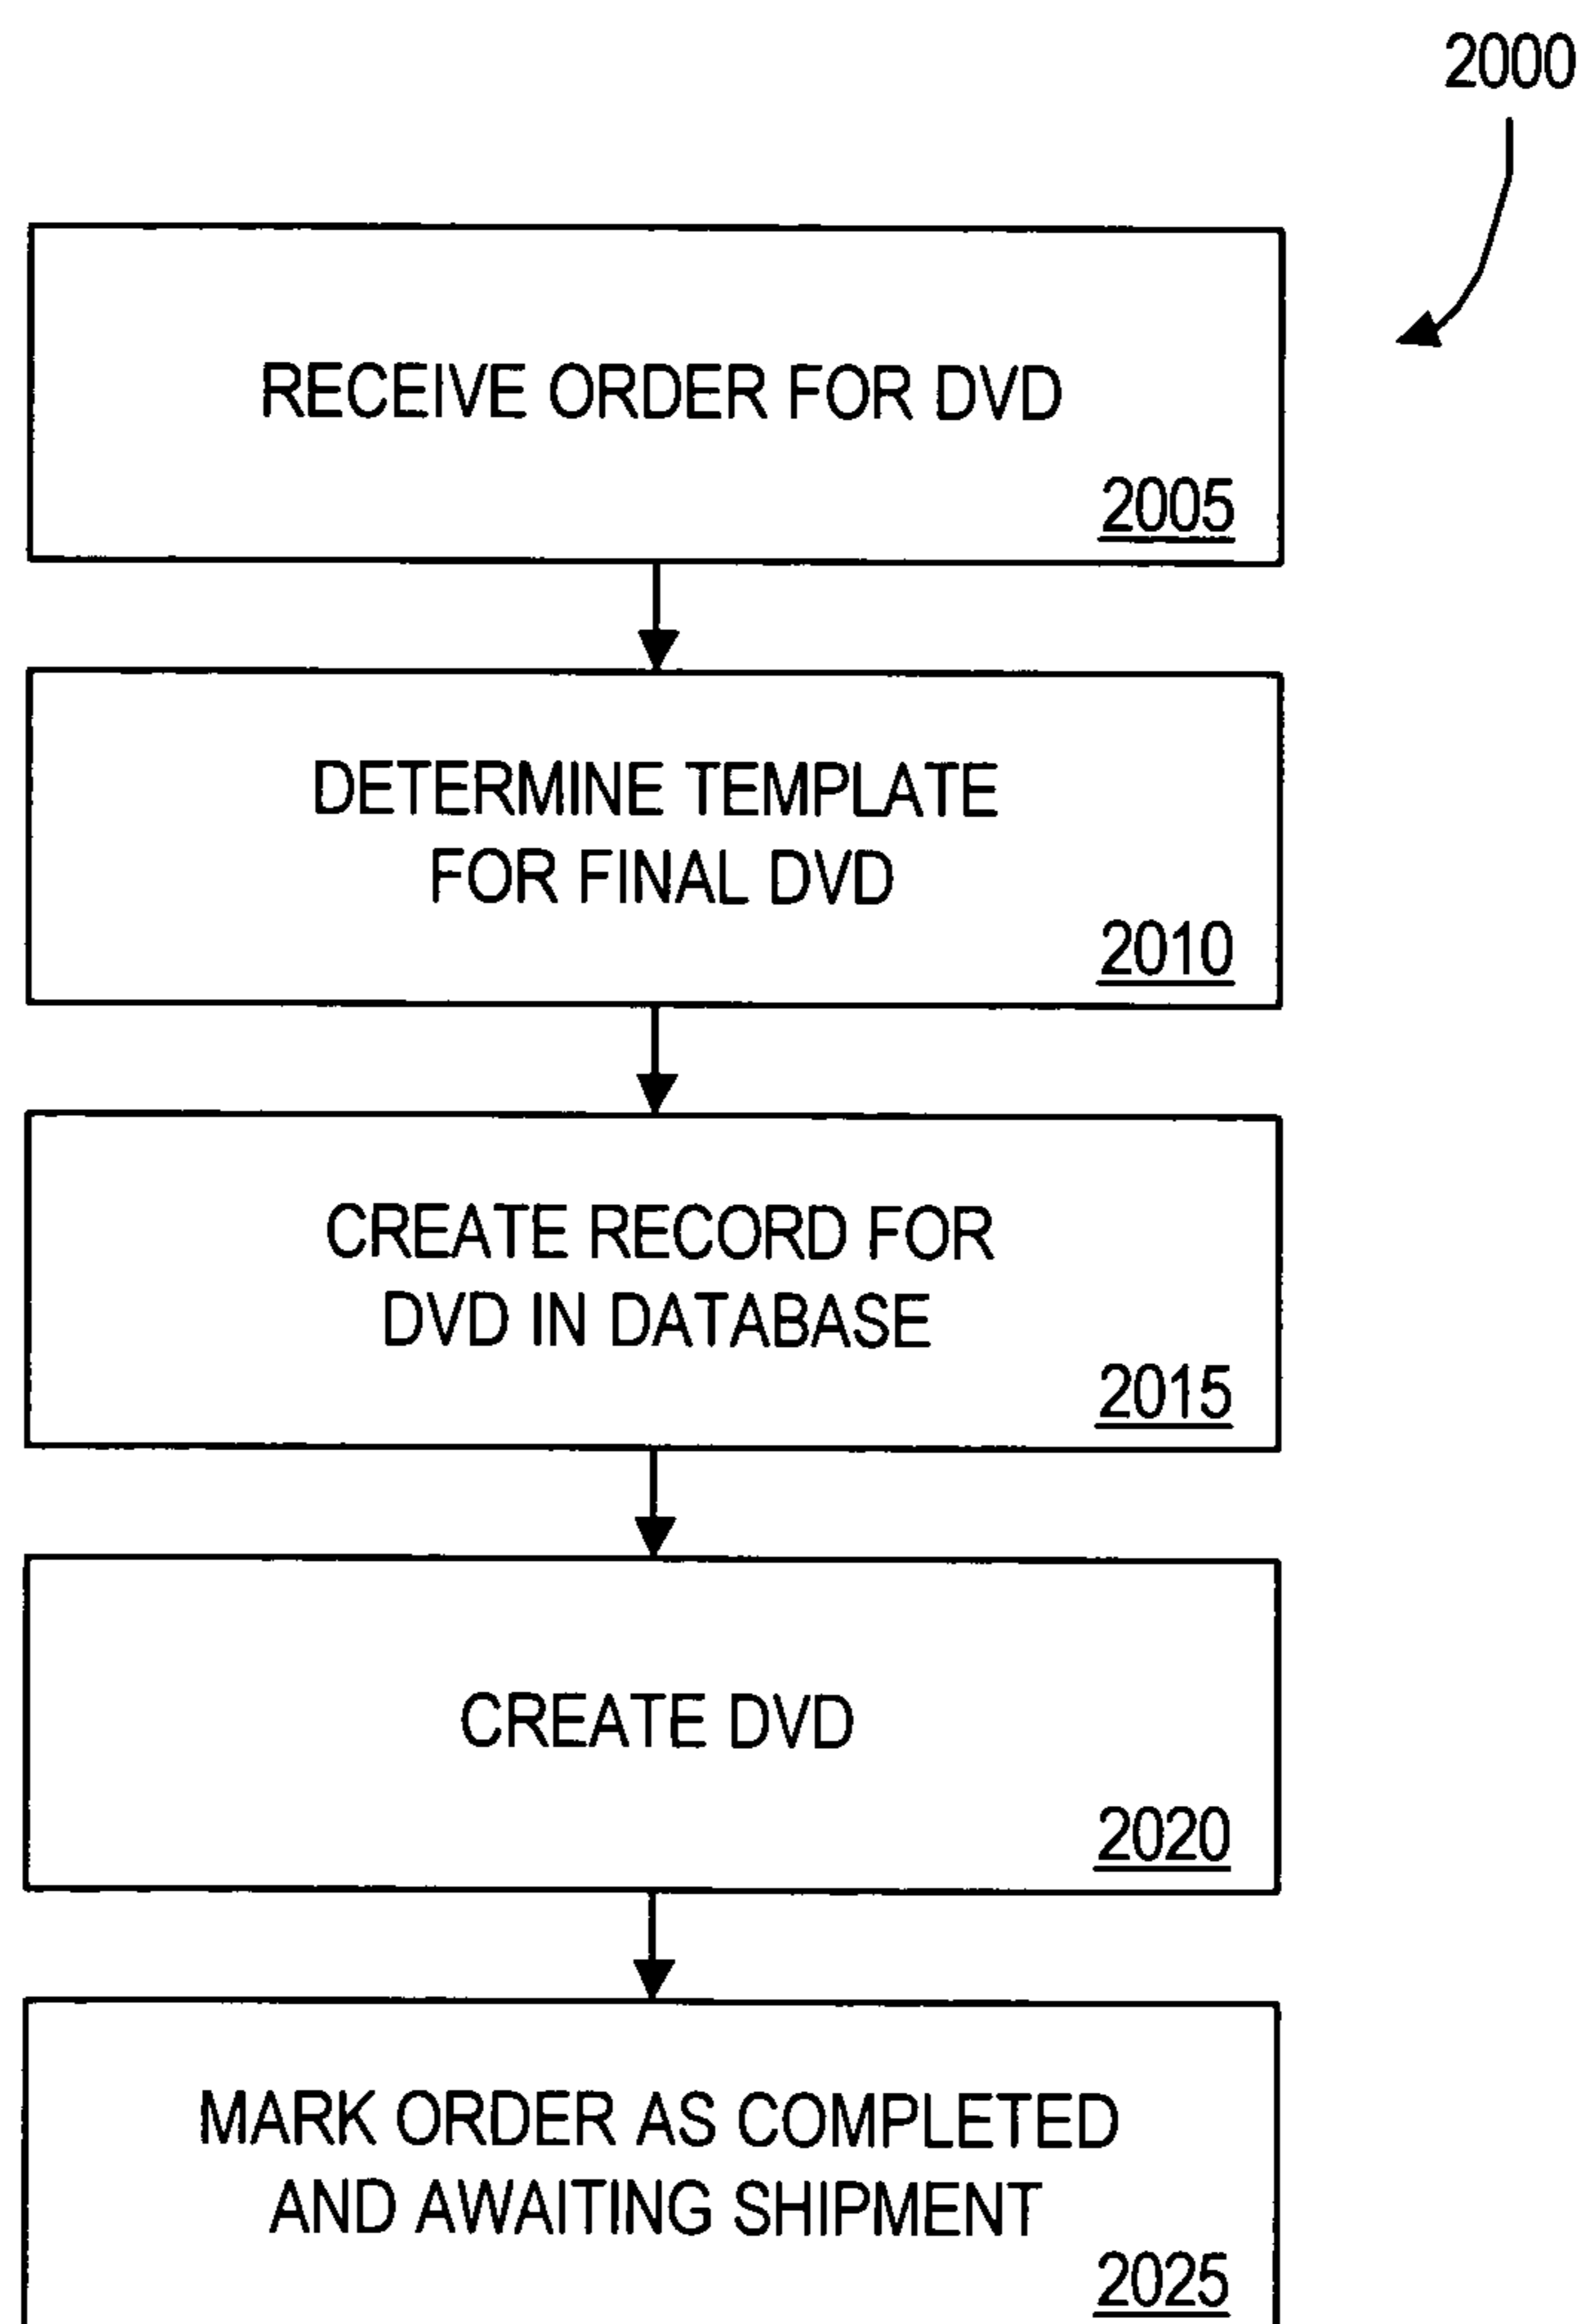 2000
RECEIVE ORDER FOR DVD
2005
DETERMINE TEMPLATE
FOR FINAL DVD
2010
CREATE RECORD FOR
DVD IN DATABASE
2015
CREATE DVD
2020
MARK ORDER AS COMPLETED
AND AWAITING SHIPMENT
2025